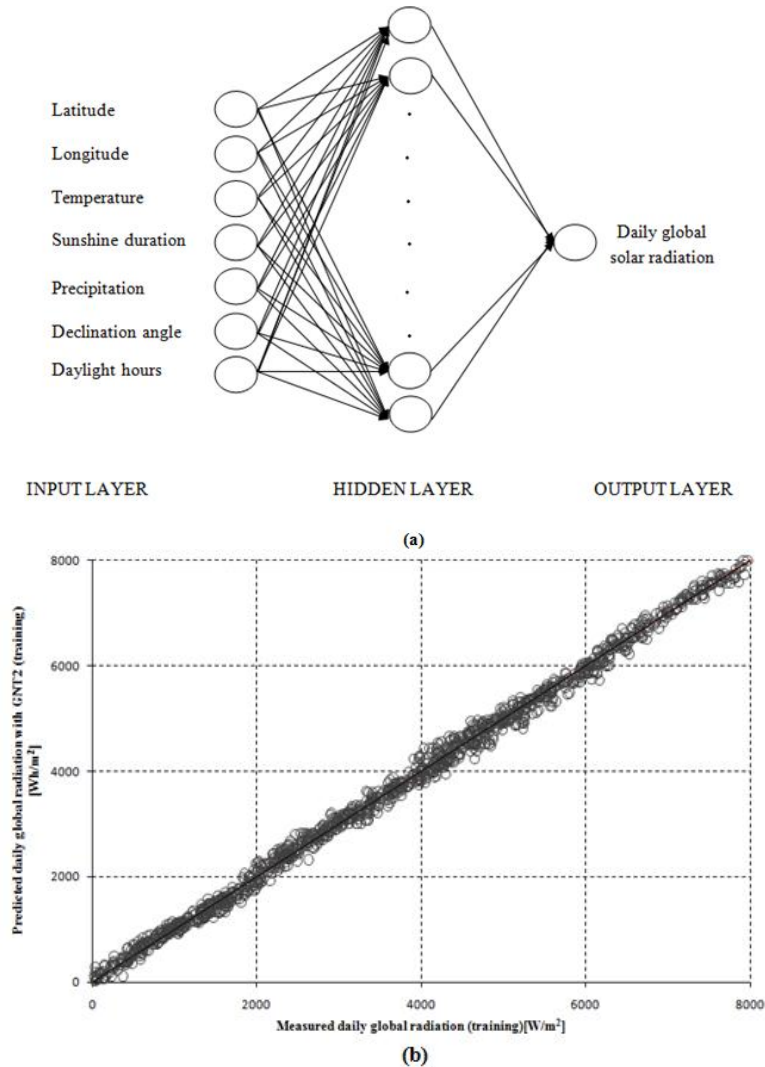 Latitude
Longitude
Temperature
Sunshine duration
Precipitation
Declination angle
Daylight hours
Daily global
solar radiation
INPUT LAYER
HIDDEN LAYER
OUTPUT LAYER
(a)
Predicted daily global radiation with GNT2 (training)
[Wh/m²]
8000
6000
4000
2000
0
0
2000
4000
6000
8000
Measured daily global radiation (training)[W/m²]
(b)